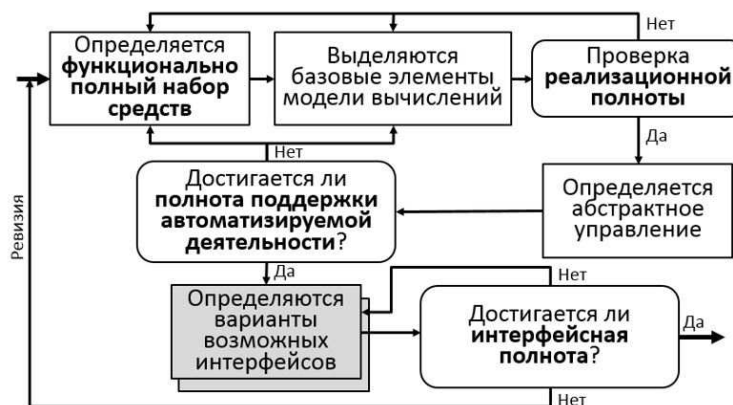 Нет
Определяется
функционально
полный набор
средств
Выделяются
базовые элементы
модели вычислений
Проверка
реализационной
полноты
Нет
Да
Достигается ли
полнота поддержки
автоматизируемой
деятельности?
Определяется
абстрактное
управление
Ревизия
Да
Нет
Определяются
варианты
возможных
интерфейсов
Достигается ли
интерфейсная
полнота?
Да
Нет